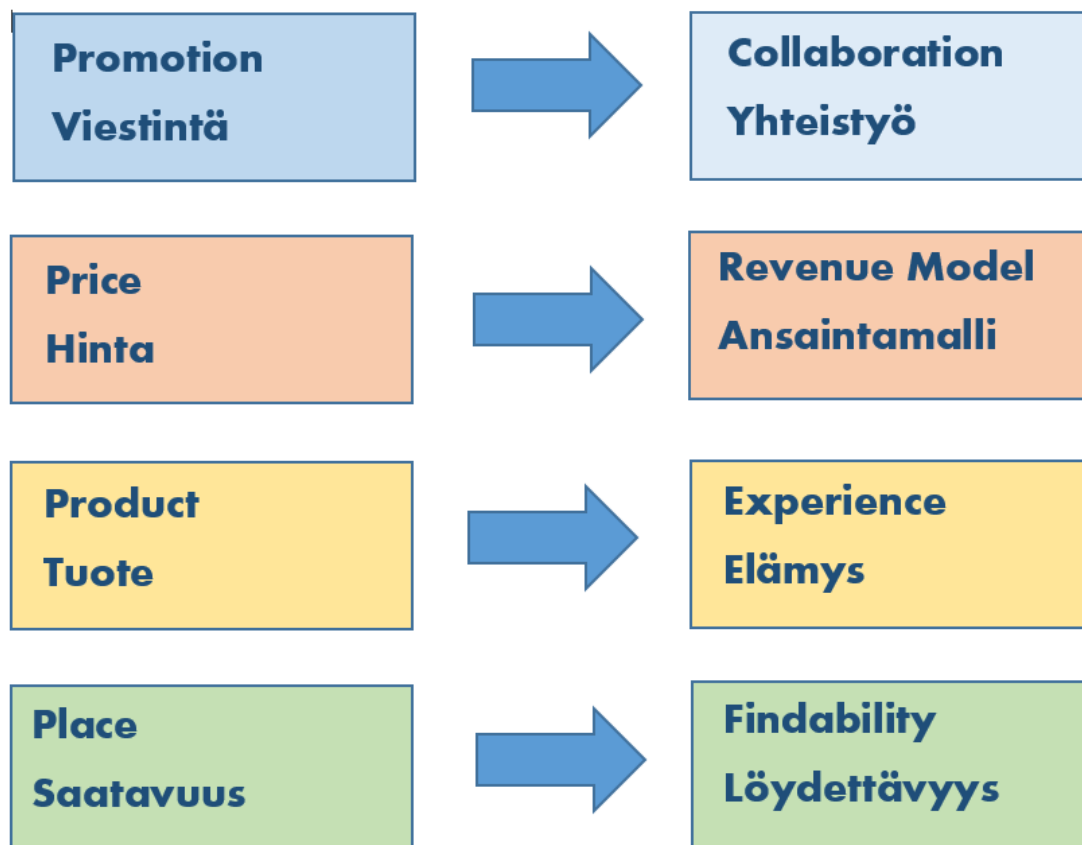 Promotion
Viestintä
Collaboration
Yhteistyö
Price
Hinta
Revenue Model
Ansaintamalli
Product
Tuote
Experience
Elämys
Place
Saatavuus
Findability
Löydettävyys